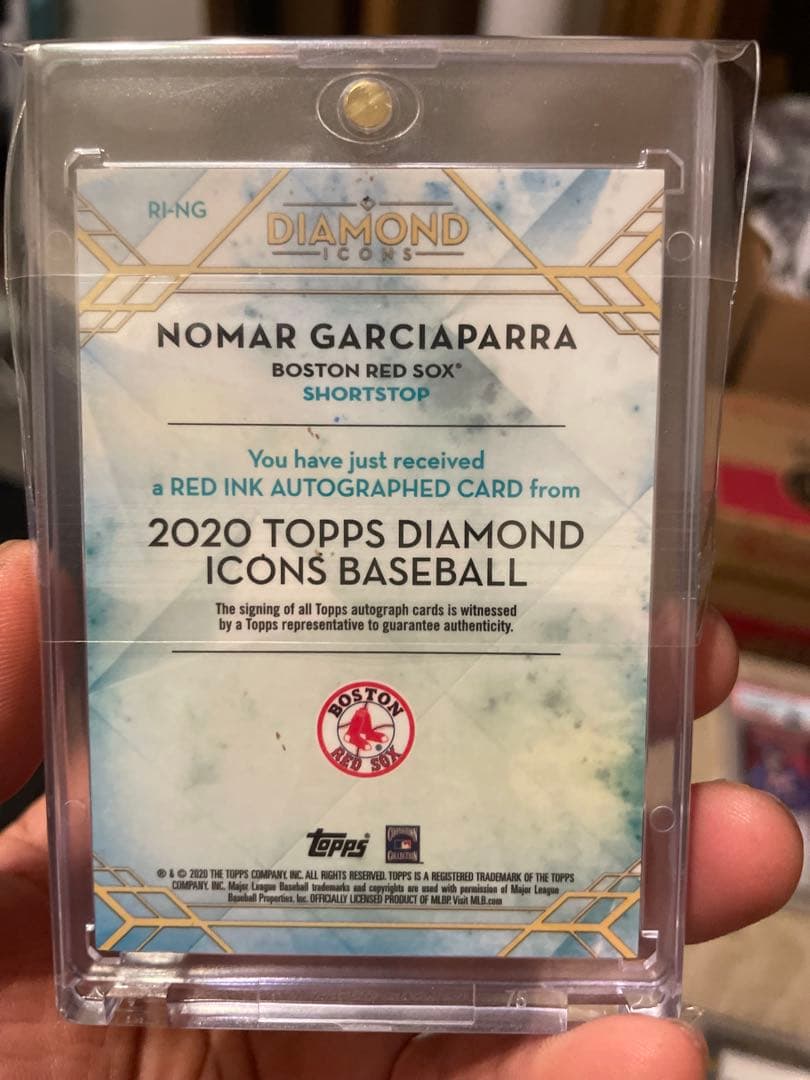 RI-NG
DIAMOND
ICONS
NOMAR GARCIAPARRA
BOSTON RED SOX®
SHORTSTOP
You have just received
a RED INK AUTOGRAPHED CARD from
2020 TOPPS DIAMOND
ICONS BASEBALL
The signing of all Topps autograph cards is witnessed
by a Topps representative to guarantee authenticity.
BOSTON
RED SOX
Topps
COOPERSTOWN
COLLECTION
® & © 2020 THE TOPPS COMPANY, INC. ALL RIGHTS RESERVED. TOPPS IS A REGISTERED TRADEMARK OF THE TOPPS
COMPANY, INC. Major League Baseball trademarks and copyrights are used with permission of Major League
Baseball Properties, Inc. OFFICIALLY LICENSED PRODUCT OF MLBP. Visit MLB.com